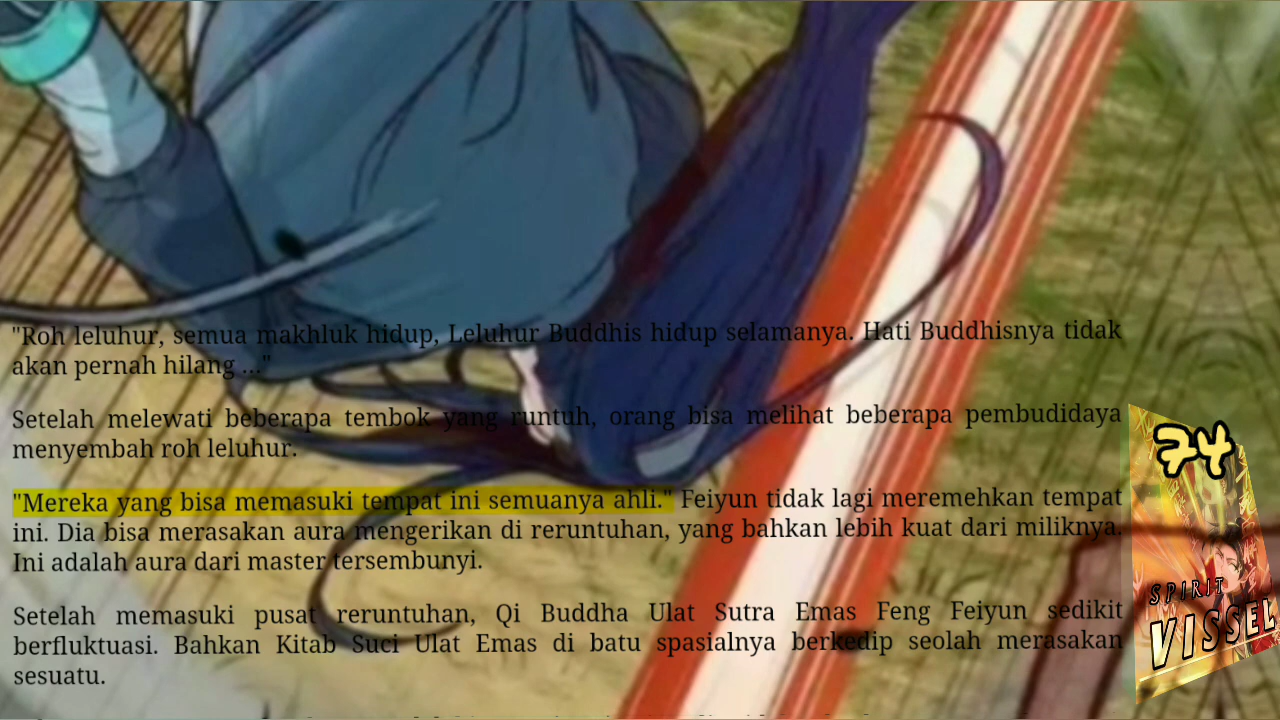 "Roh leluhur, semua makhluk hidup, Leluhur Buddhis hidup selamanya. Hati Buddhisnya tidak
akan pernah hilang ..."
Setelah melewati beberapa tembok yang runtuh, orang bisa melihat beberapa pembudidaya
menyembah roh leluhur.
"Mereka yang bisa memasuki tempat ini semuanya ahli." Feiyun tidak lagi meremehkan tempat
ini. Dia bisa merasakan aura mengerikan di reruntuhan, yang bahkan lebih kuat dari miliknya.
Ini adalah aura dari master tersembunyi.
Setelah memasuki pusat reruntuhan, Qi Buddha Ulat Sutra Emas Feng Feiyun sedikit
berfluktuasi. Bahkan Kitab Suci Ulat Emas di batu spasialnya berkedip seolah merasakan
sesuatu.
74
SPIRIT
VISSEL